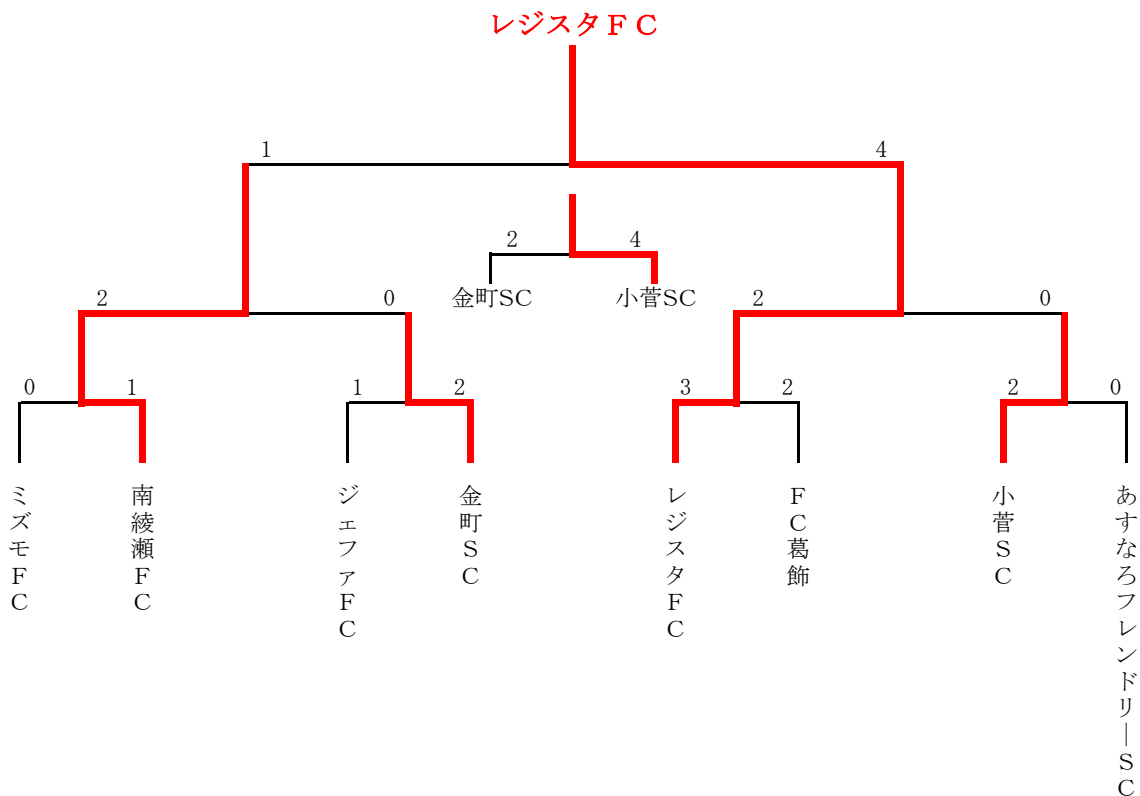 レジスタＦＣ
1
4
2
4
金町SC
小菅SC
2
0
2
0
0
1
1
2
3
2
2
0
ミズモＦＣ
南綾瀬ＦＣ
ジェファＦＣ
金町ＳＣ
レジスタＦＣ
ＦＣ葛飾
小菅ＳＣ
あすなろフレンドリーＳＣ